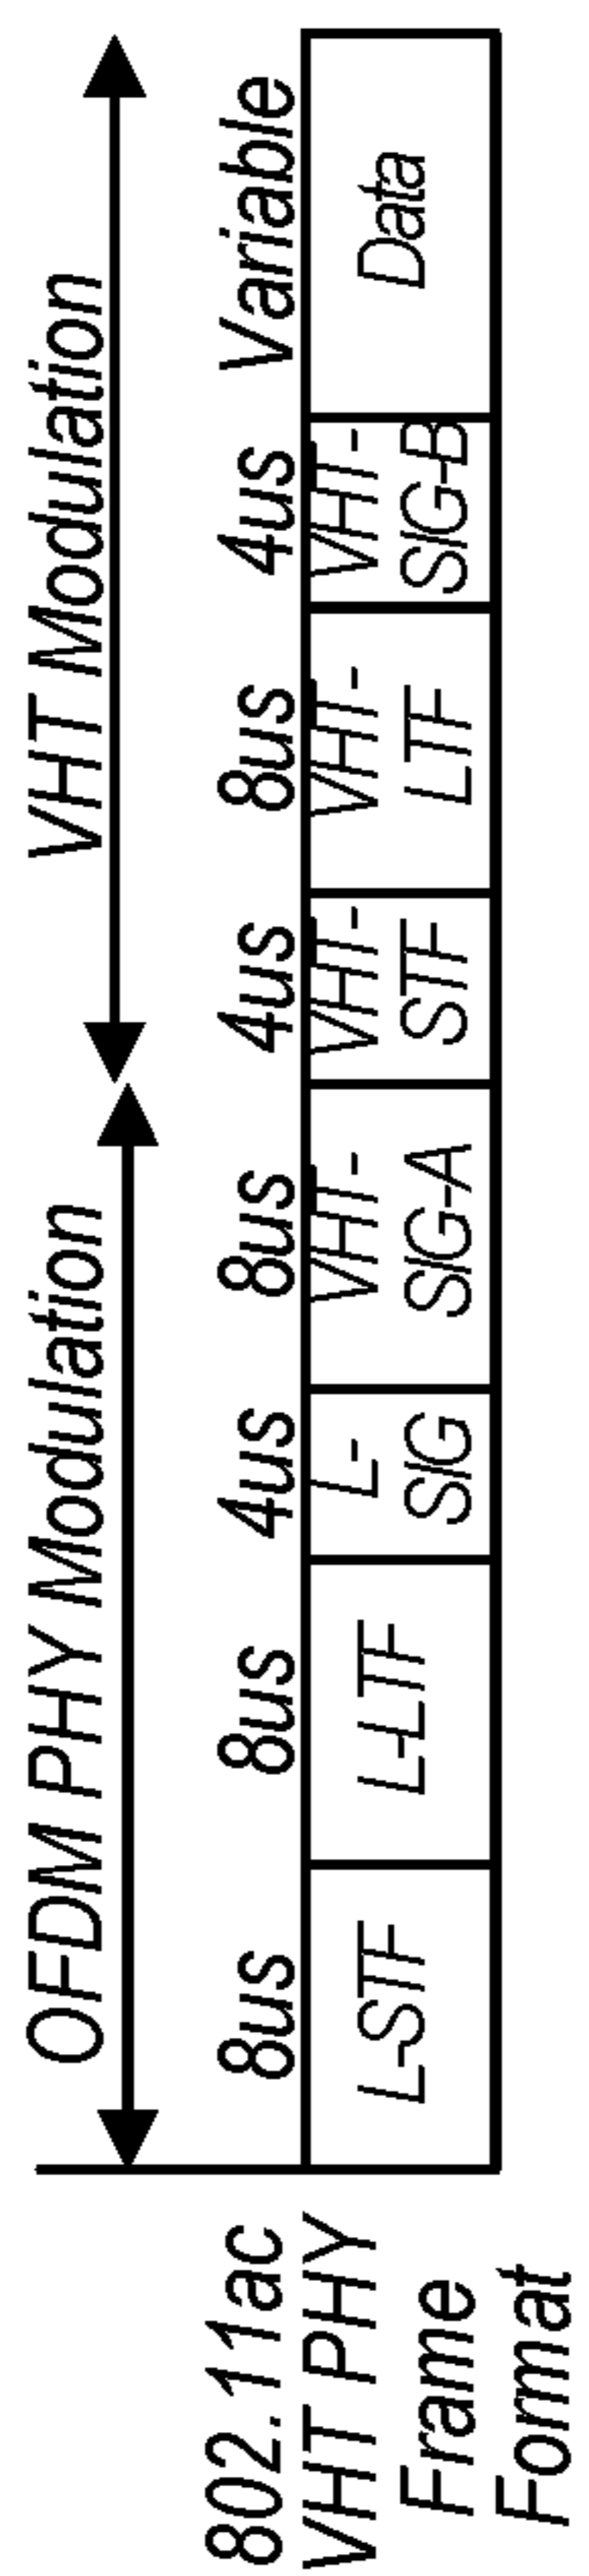 OFDM PHY Modulation
VHT Modulation
8us
8us
4us
8us
4us
8us
4us
Variable
802.11ac
VHT PHY
Frame
Format
L-STF
L-LTF
L-
SIG
VHT-
SIG-A
VHT-
STF
VHT-
LTF
VHT-
SIG-B
Data